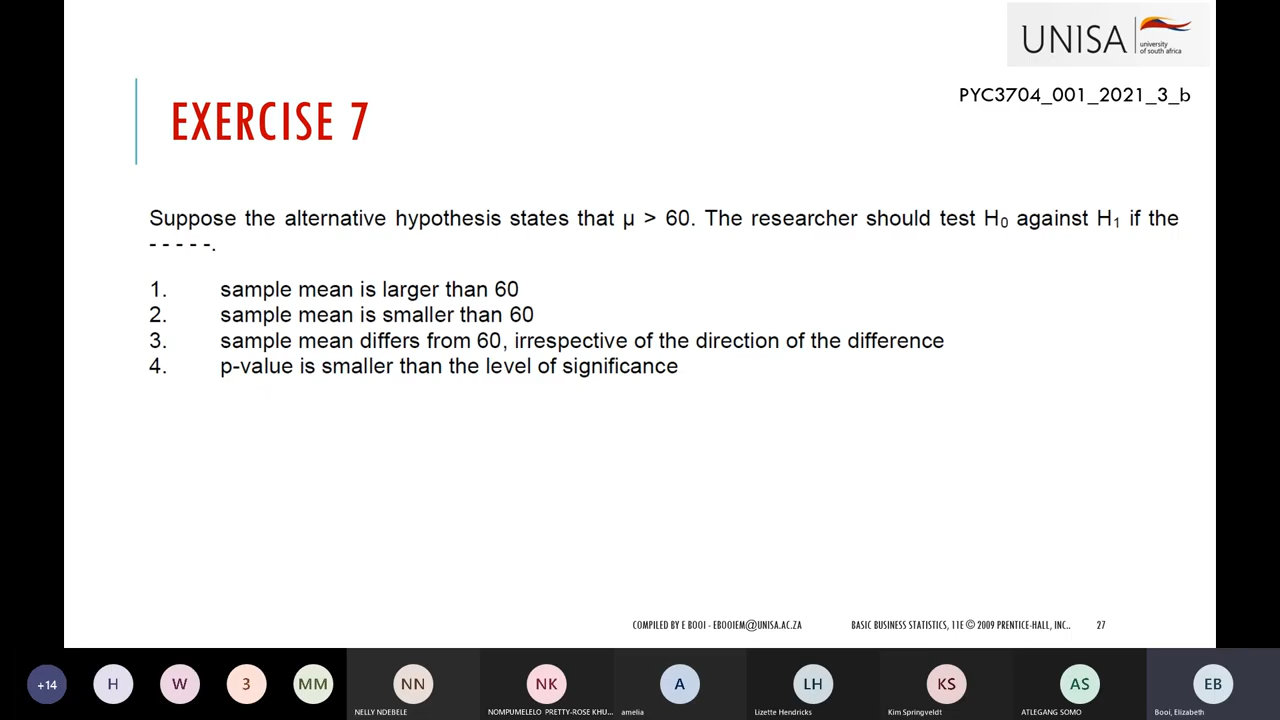 UNISA
university
of south africa
PYC3704_001_2021_3_b
EXERCISE 7
Suppose the alternative hypothesis states that μ > 60. The researcher should test H₀ against H₁ if the
- - - - -.
1. sample mean is larger than 60
2. sample mean is smaller than 60
3. sample mean differs from 60, irrespective of the direction of the difference
4. p-value is smaller than the level of significance
COMPILED BY E BOOI - EBOOIEM@UNISA.AC.ZA BASIC BUSINESS STATISTICS, 11E © 2009 PRENTICE-HALL, INC.. 27
+14 H W 3 MM NN NK A LH KS AS EB
NELLY NDEBELE NOMPUMELELO PRETTY-ROSE KHU... amelia Lizette Hendricks Kim Springveldt ATLEGANG SOMO Booi, Elizabeth